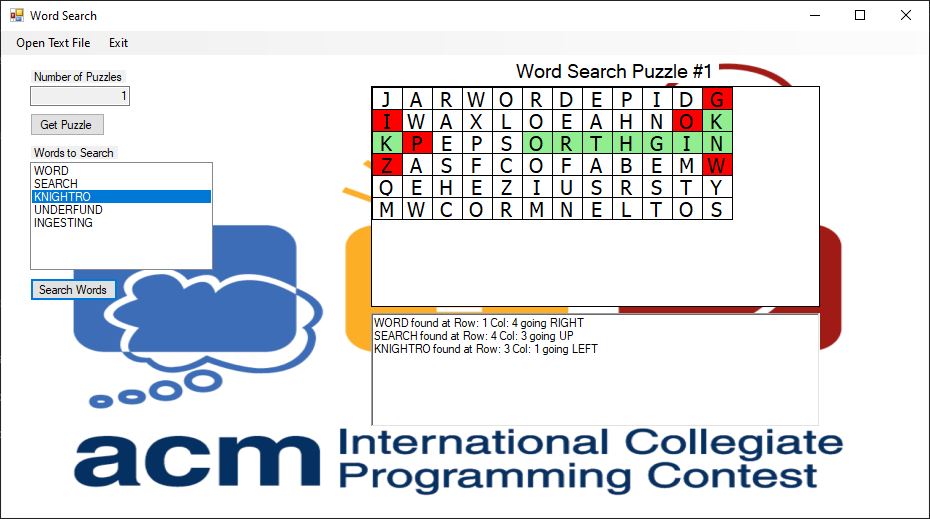 Word Search
Open Text File Exit
Number of Puzzles
1
Get Puzzle
Words to Search
WORD
SEARCH
KNIGHTRO
UNDERFUND
INGESTING
Search Words
Word Search Puzzle #1
J A R W O R D E P I D G
I W A X L O E A H N O K
K P E P S O R T H G I N
Z A S F C O F A B E M W
Q E H E Z I U S R S T Y
M W C O R M N E L T O S
WORD found at Row: 1 Col: 4 going RIGHT
SEARCH found at Row: 4 Col: 3 going UP
KNIGHTRO found at Row: 3 Col: 1 going LEFT
acm International Collegiate
Programming Contest